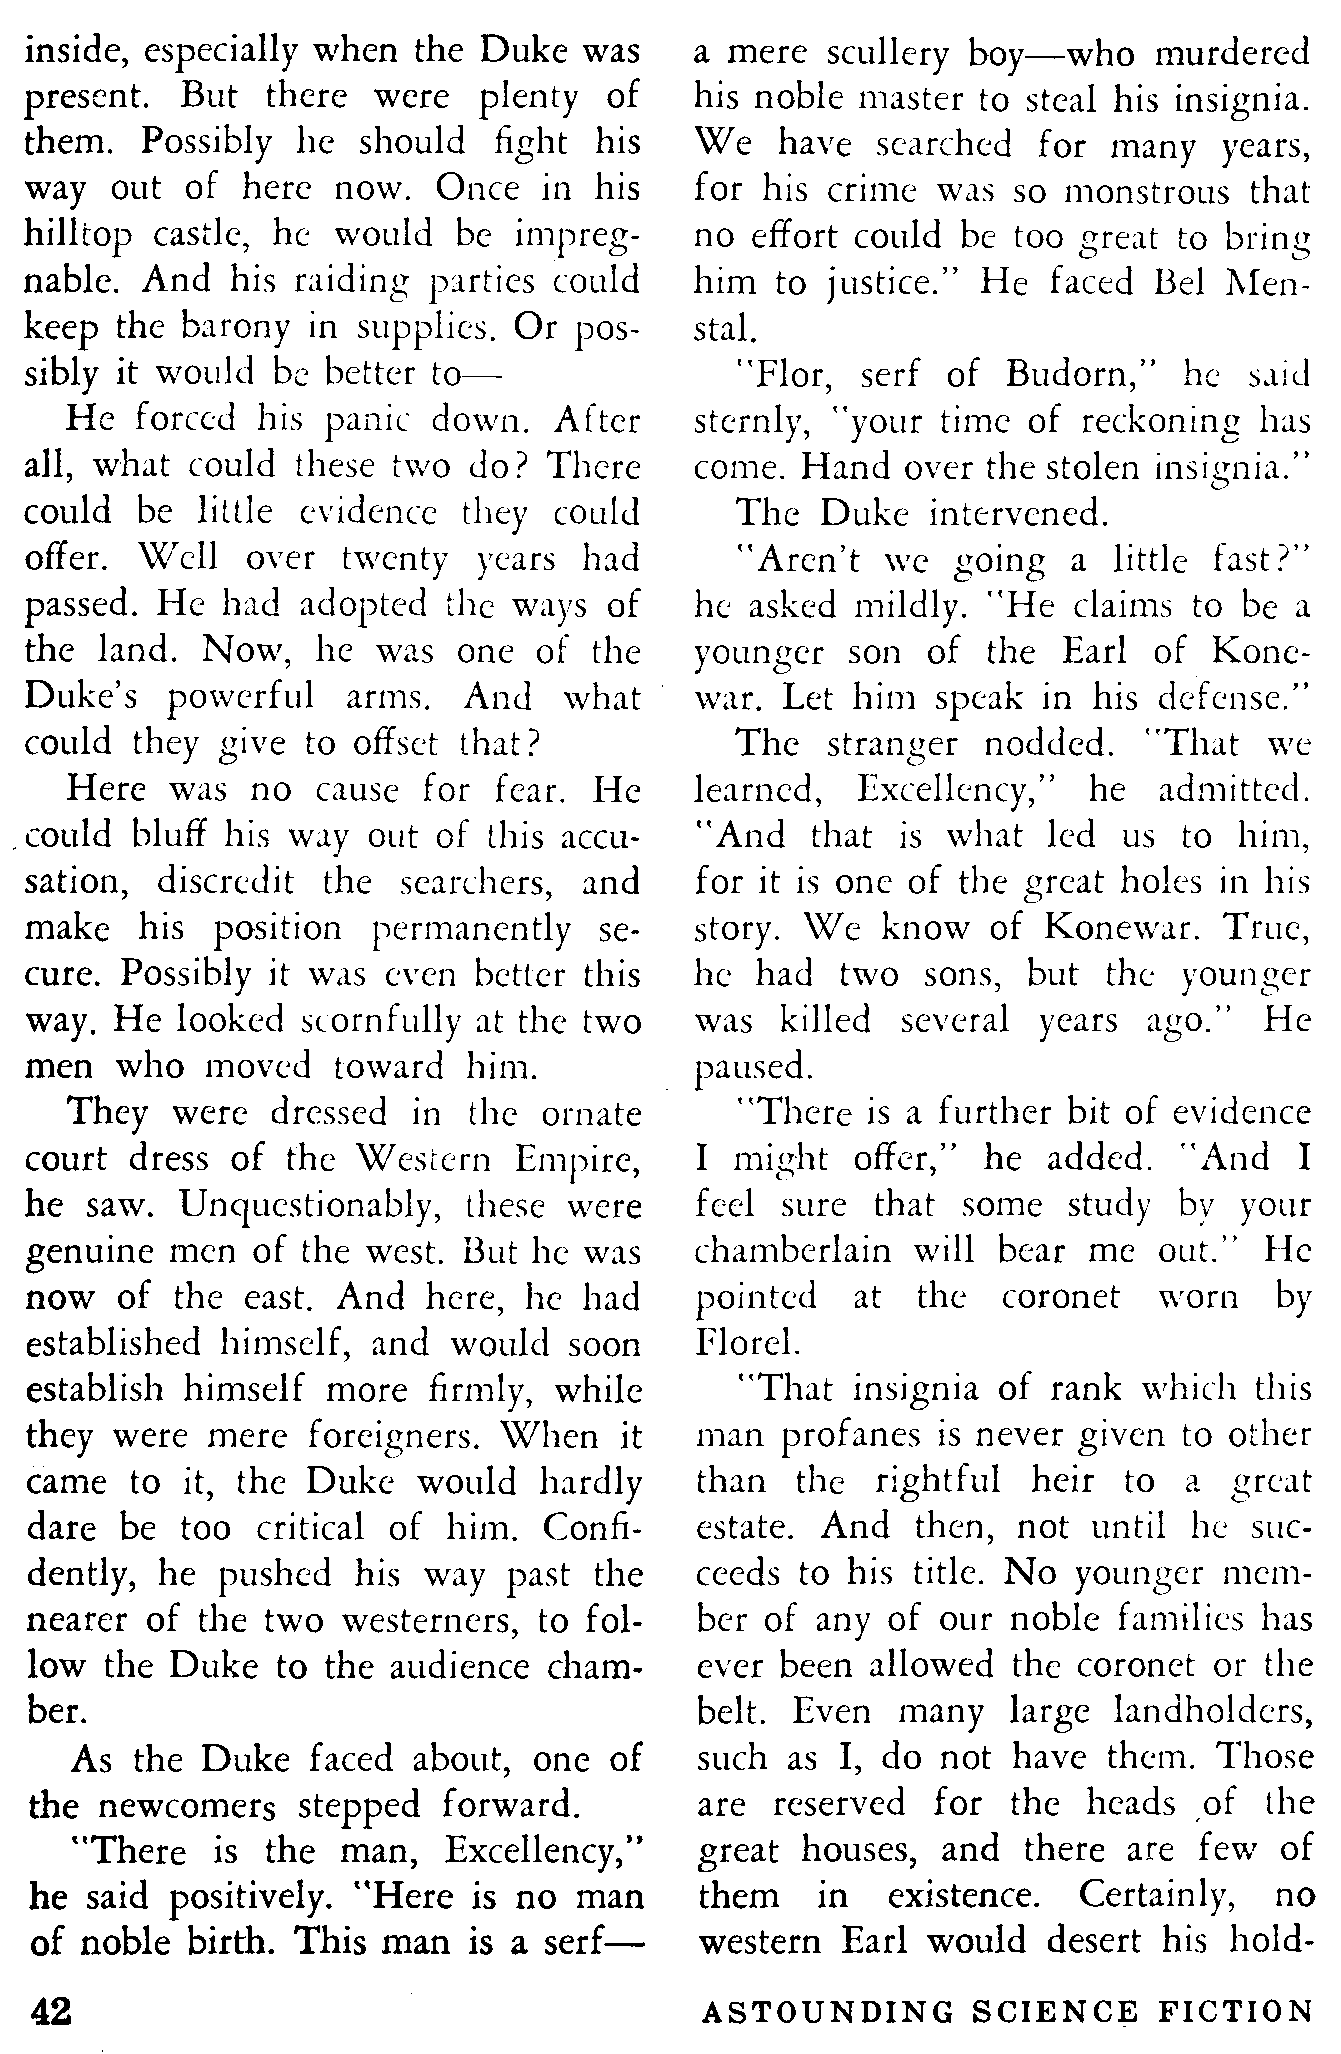 inside, especially when the Duke was
present. But there were plenty of
them. Possibly he should fight his
way out of here now. Once in his
hilltop castle, he would be impreg-
nable. And his raiding parties could
keep the barony in supplies. Or pos-
sibly it would be better to—
He forced his panic down. After
all, what could these two do? There
could be little evidence they could
offer. Well over twenty years had
passed. He had adopted the ways of
the land. Now, he was one of the
Duke's powerful arms. And what
could they give to offset that?
Here was no cause for fear. He
could bluff his way out of this accu-
sation, discredit the searchers, and
make his position permanently se-
cure. Possibly it was even better this
way. He looked scornfully at the two
men who moved toward him.
They were dressed in the ornate
court dress of the Western Empire,
he saw. Unquestionably, these were
genuine men of the west. But he was
now of the east. And here, he had
established himself, and would soon
establish himself more firmly, while
they were mere foreigners. When it
came to it, the Duke would hardly
dare be too critical of him. Confi-
dently, he pushed his way past the
nearer of the two westerners, to fol-
low the Duke to the audience cham-
ber.
As the Duke faced about, one of
the newcomers stepped forward.
"There is the man, Excellency,"
he said positively. "Here is no man
of noble birth. This man is a serf—
a mere scullery boy—who murdered
his noble master to steal his insignia.
We have searched for many years,
for his crime was so monstrous that
no effort could be too great to bring
him to justice." He faced Bel Men-
stal.
"Flor, serf of Budorn," he said
sternly, "your time of reckoning has
come. Hand over the stolen insignia."
The Duke intervened.
"Aren't we going a little fast?"
he asked mildly. "He claims to be a
younger son of the Earl of Kone-
war. Let him speak in his defense."
The stranger nodded. "That we
learned, Excellency," he admitted.
"And that is what led us to him,
for it is one of the great holes in his
story. We know of Konewar. True,
he had two sons, but the younger
was killed several years ago." He
paused.
"There is a further bit of evidence
I might offer," he added. "And I
feel sure that some study by your
chamberlain will bear me out." He
pointed at the coronet worn by
Florel.
"That insignia of rank which this
man profanes is never given to other
than the rightful heir to a great
estate. And then, not until he suc-
ceeds to his title. No younger mem-
ber of any of our noble families has
ever been allowed the coronet or the
belt. Even many large landholders,
such as I, do not have them. Those
are reserved for the heads of the
great houses, and there are few of
them in existence. Certainly, no
western Earl would desert his hold-
42
ASTOUNDING SCIENCE FICTION